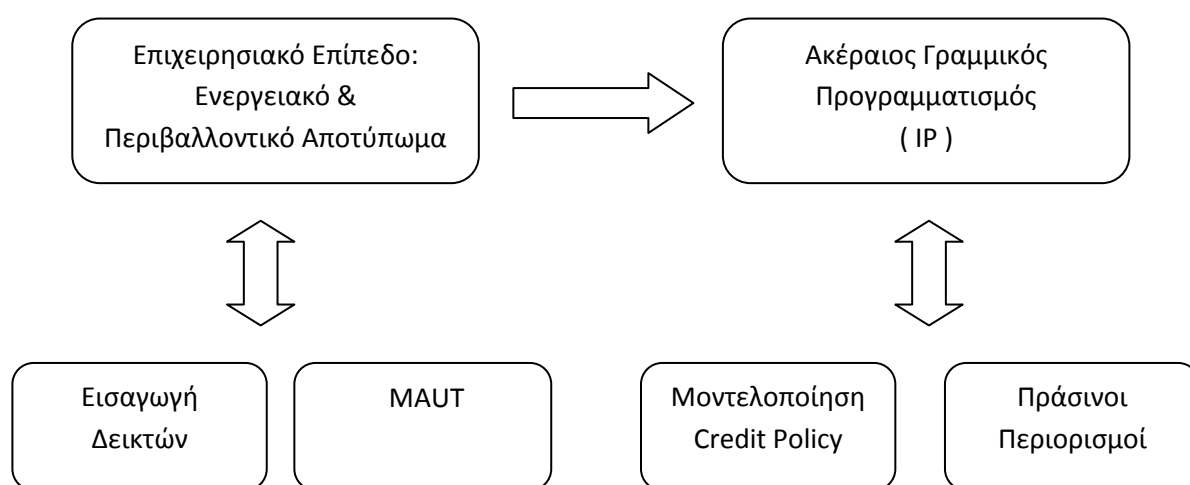 Επιχειρησιακό Επίπεδο:
Ενεργειακό &
Περιβαλλοντικό Αποτύπωμα
Ακέραιος Γραμμικός
Προγραμματισμός
( IP )
Εισαγωγή
Δεικτών
MAUT
Μοντελοποίηση
Credit Policy
Πράσινοι
Περιορισμοί